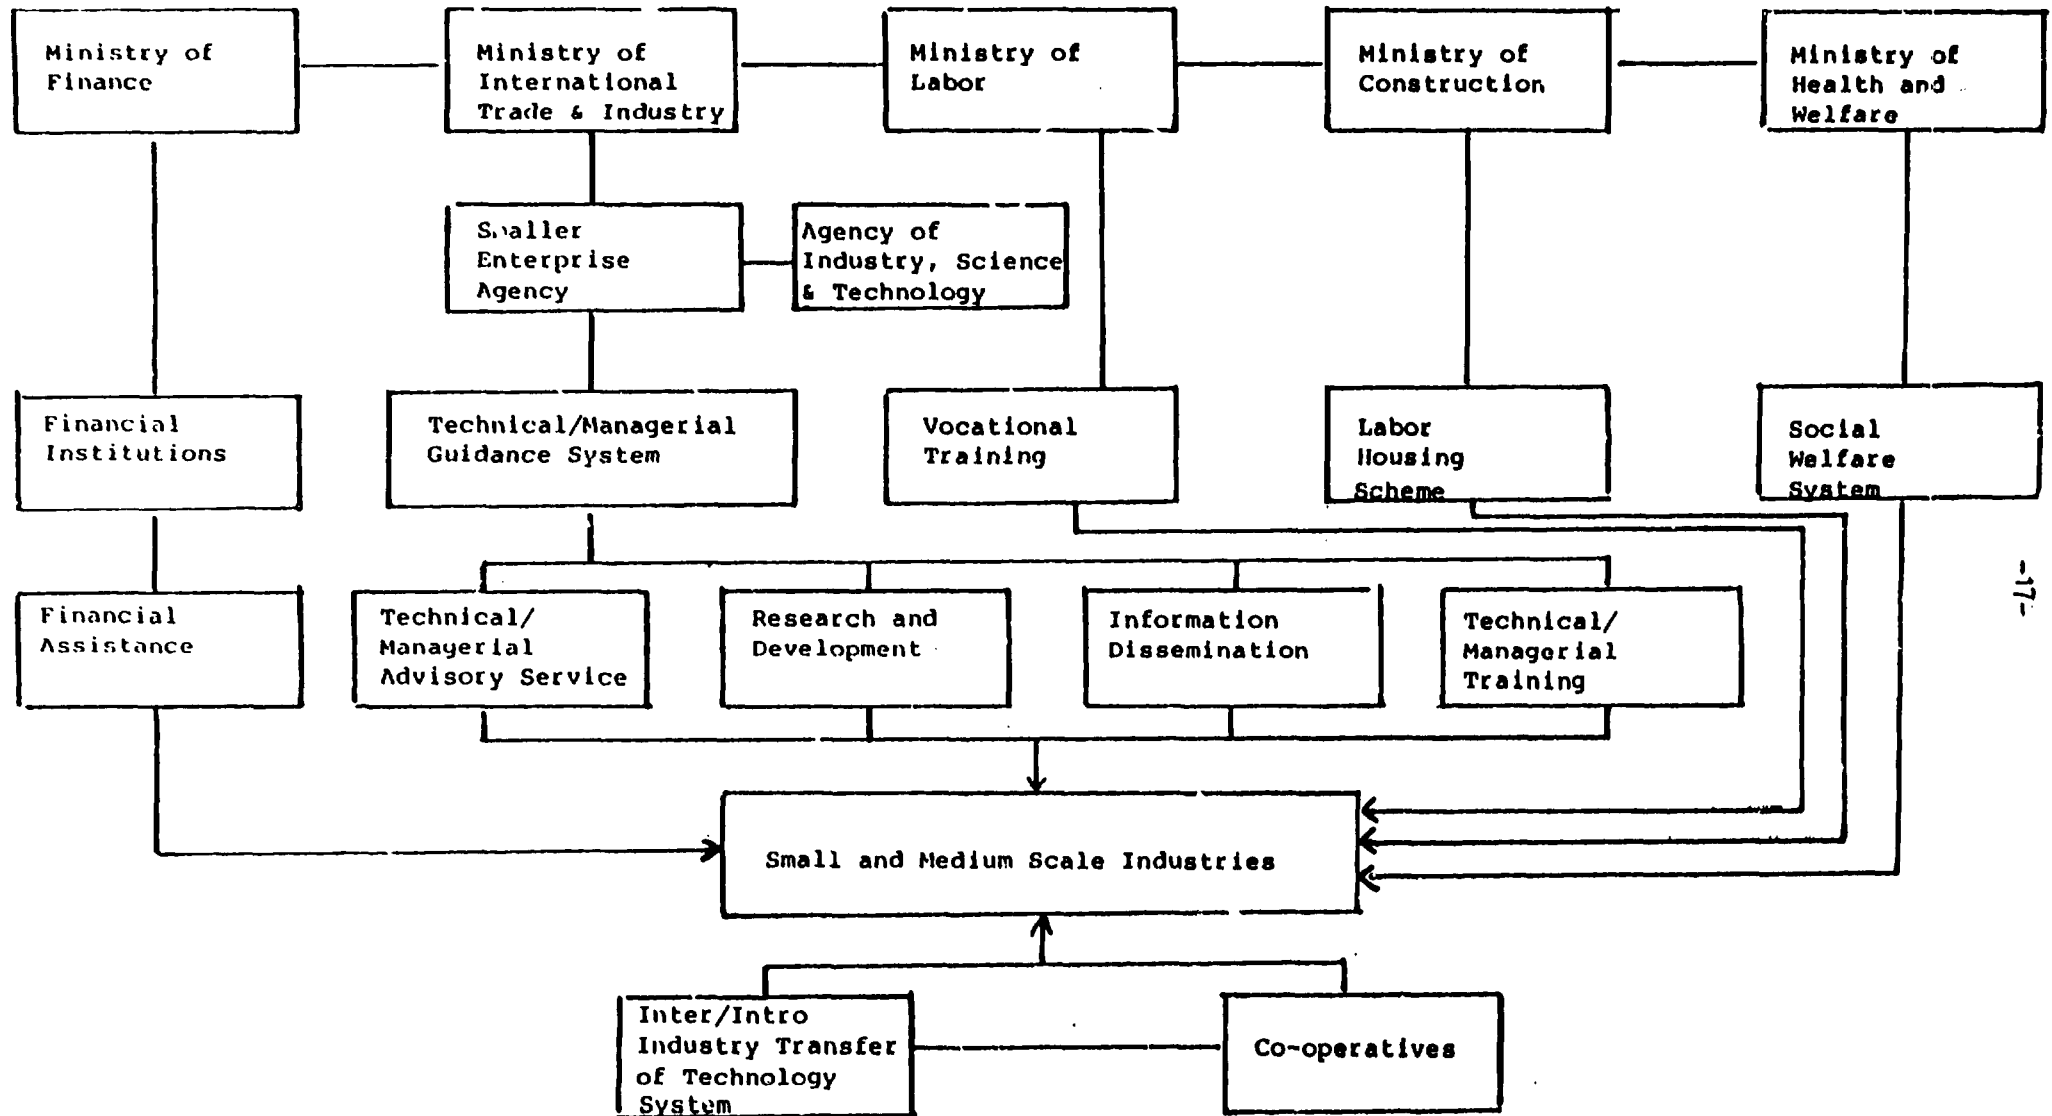 Ministry of
Finance
Ministry of
International
Trade & Industry
Ministry of
Labor
Ministry of
Construction
Ministry of
Health and
Welfare
Smaller
Enterprise
Agency
Agency of
Industry, Science
& Technology
Financial
Institutions
Technical/Managerial
Guidance System
Vocational
Training
Labor
Housing
Scheme
Social
Welfare
System
Financial
Assistance
Technical/
Managerial
Advisory Service
Research and
Development
Information
Dissemination
Technical/
Managerial
Training
-17-
Small and Medium Scale Industries
Inter/Intro
Industry Transfer
of Technology
System
Co-operatives